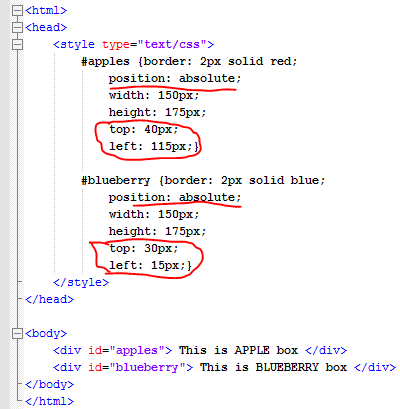 <html>
<head>
<style type="text/css">
#apples {border: 2px solid red;
position: absolute;
width: 150px;
height: 175px;
top: 40px;
left: 115px;}
#blueberry {border: 2px solid blue;
position: absolute;
width: 150px;
height: 175px;
top: 30px;
left: 15px;}
</style>
</head>
<body>
<div id="apples"> This is APPLE box </div>
<div id="blueberry"> This is BLUEBERRY box </div>
</body>
</html>